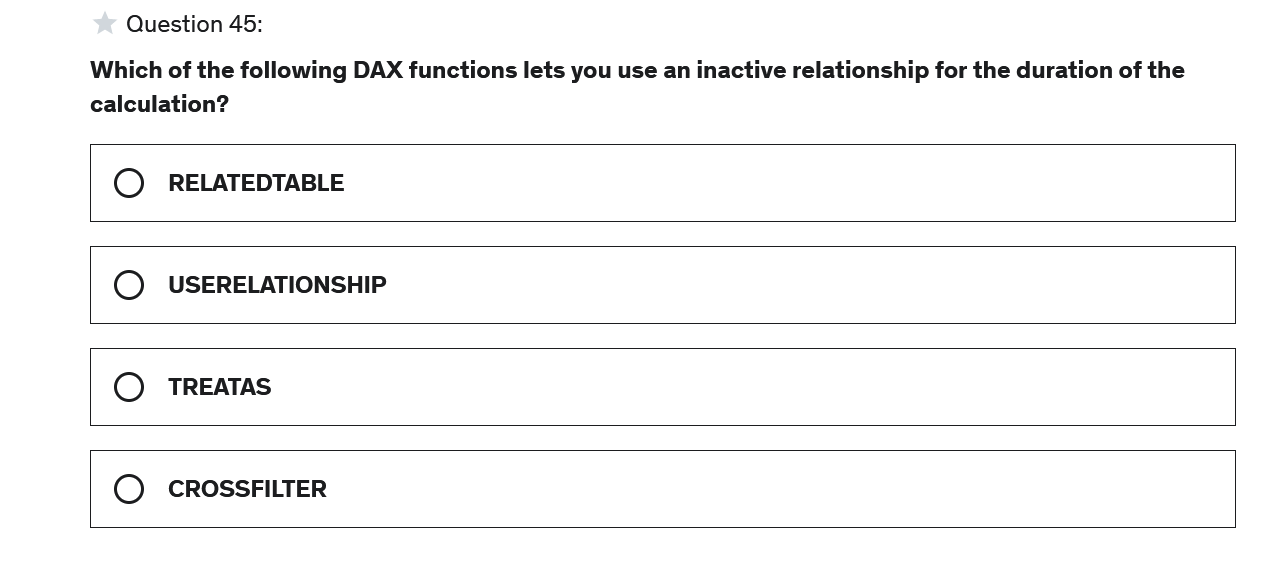 Question 45:
Which of the following DAX functions lets you use an inactive relationship for the duration of the
calculation?
RELATEDTABLE
USERELATIONSHIP
TREATAS
CROSSFILTER